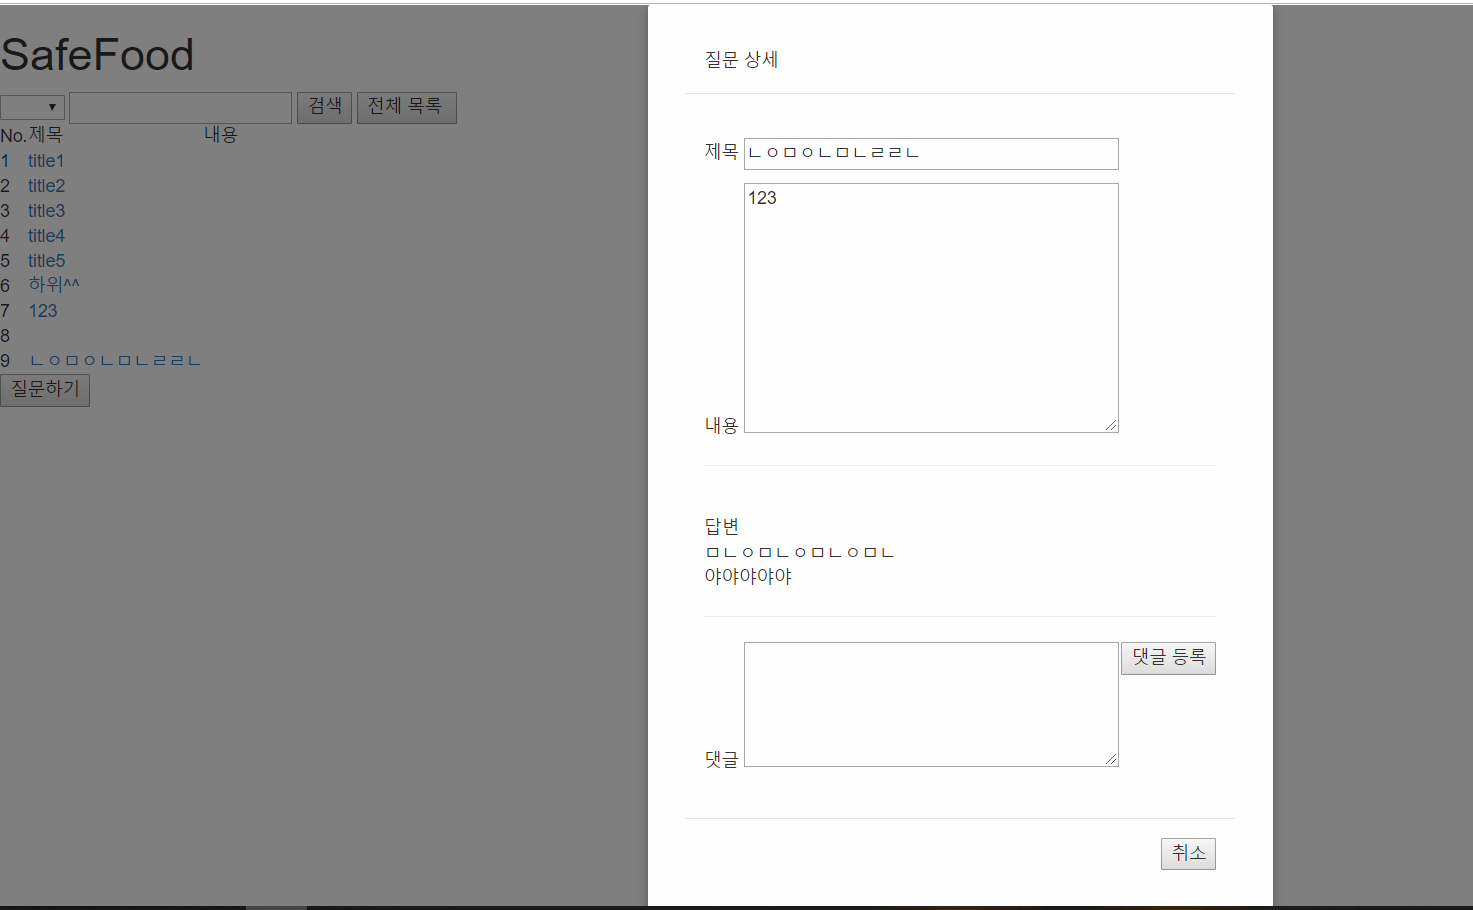 SafeFood
검색 전체 목록
No. 제목 내용
1 title1
2 title2
3 title3
4 title4
5 title5
6 하위^^
7 123
8
9 ㄴㅇㅁㅇㄴㅁㄴㄹㄹㄴ
질문하기
질문 상세
제목 ㄴㅇㅁㅇㄴㅁㄴㄹㄹㄴ
123
내용
답변
ㅁㄴㅇㅁㄴㅇㅁㄴㅇㅁㄴ
야야야야야
댓글 등록
댓글
취소